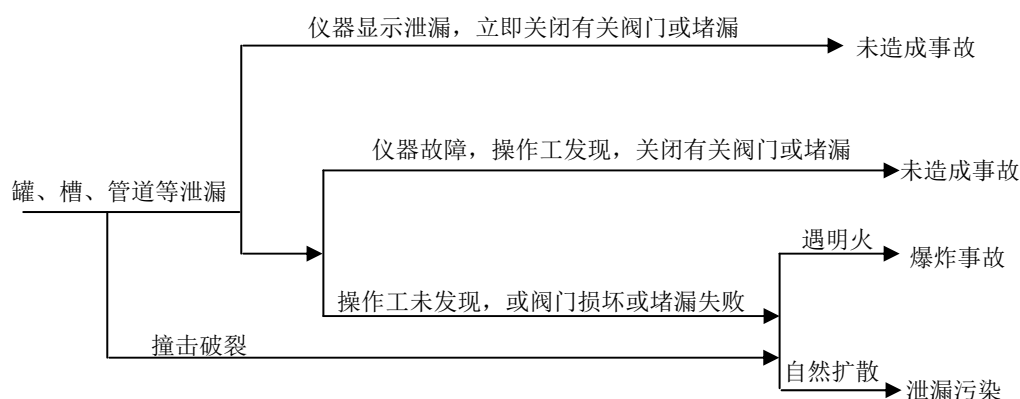 仪器显示泄漏，立即关闭有关阀门或堵漏
未造成事故
仪器故障，操作工发现，关闭有关阀门或堵漏
未造成事故
罐、槽、管道等泄漏
遇明火
爆炸事故
操作工未发现，或阀门损坏或堵漏失败
撞击破裂
自然扩散
泄漏污染